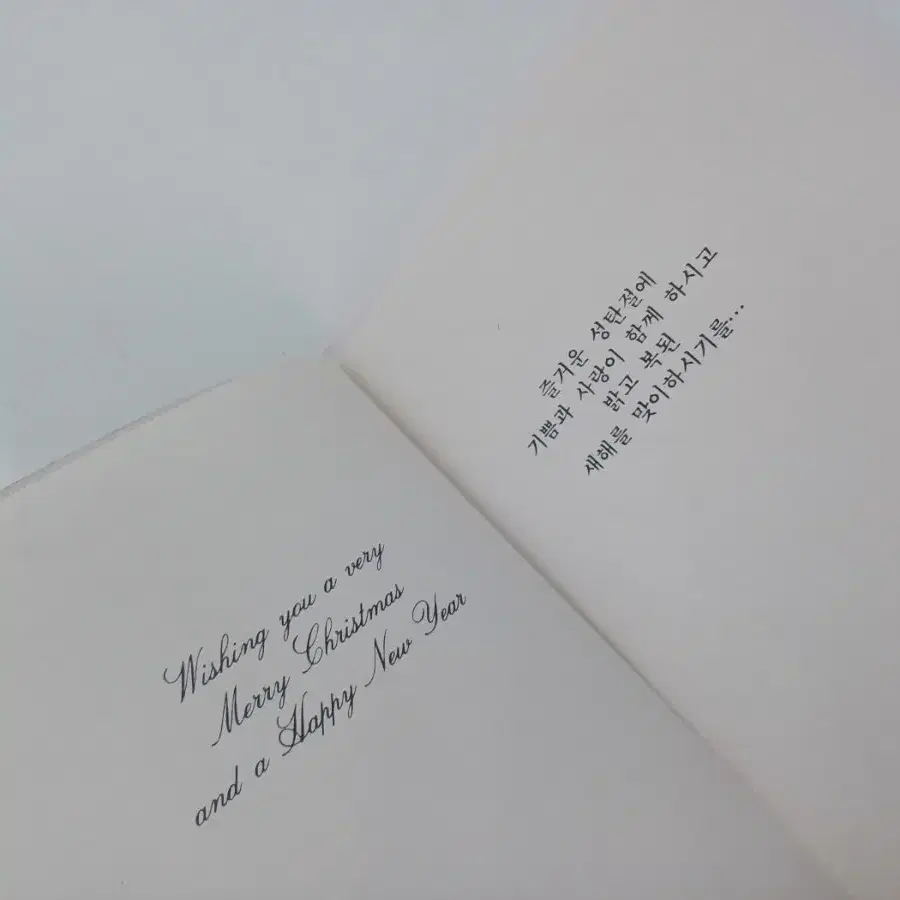 Wishing you a very
Merry Christmas
and a Happy New Year
즐거운 성탄절에
기쁨과 사랑이 함께 하시고
밝고 복된
새해를 맞이하시기를...